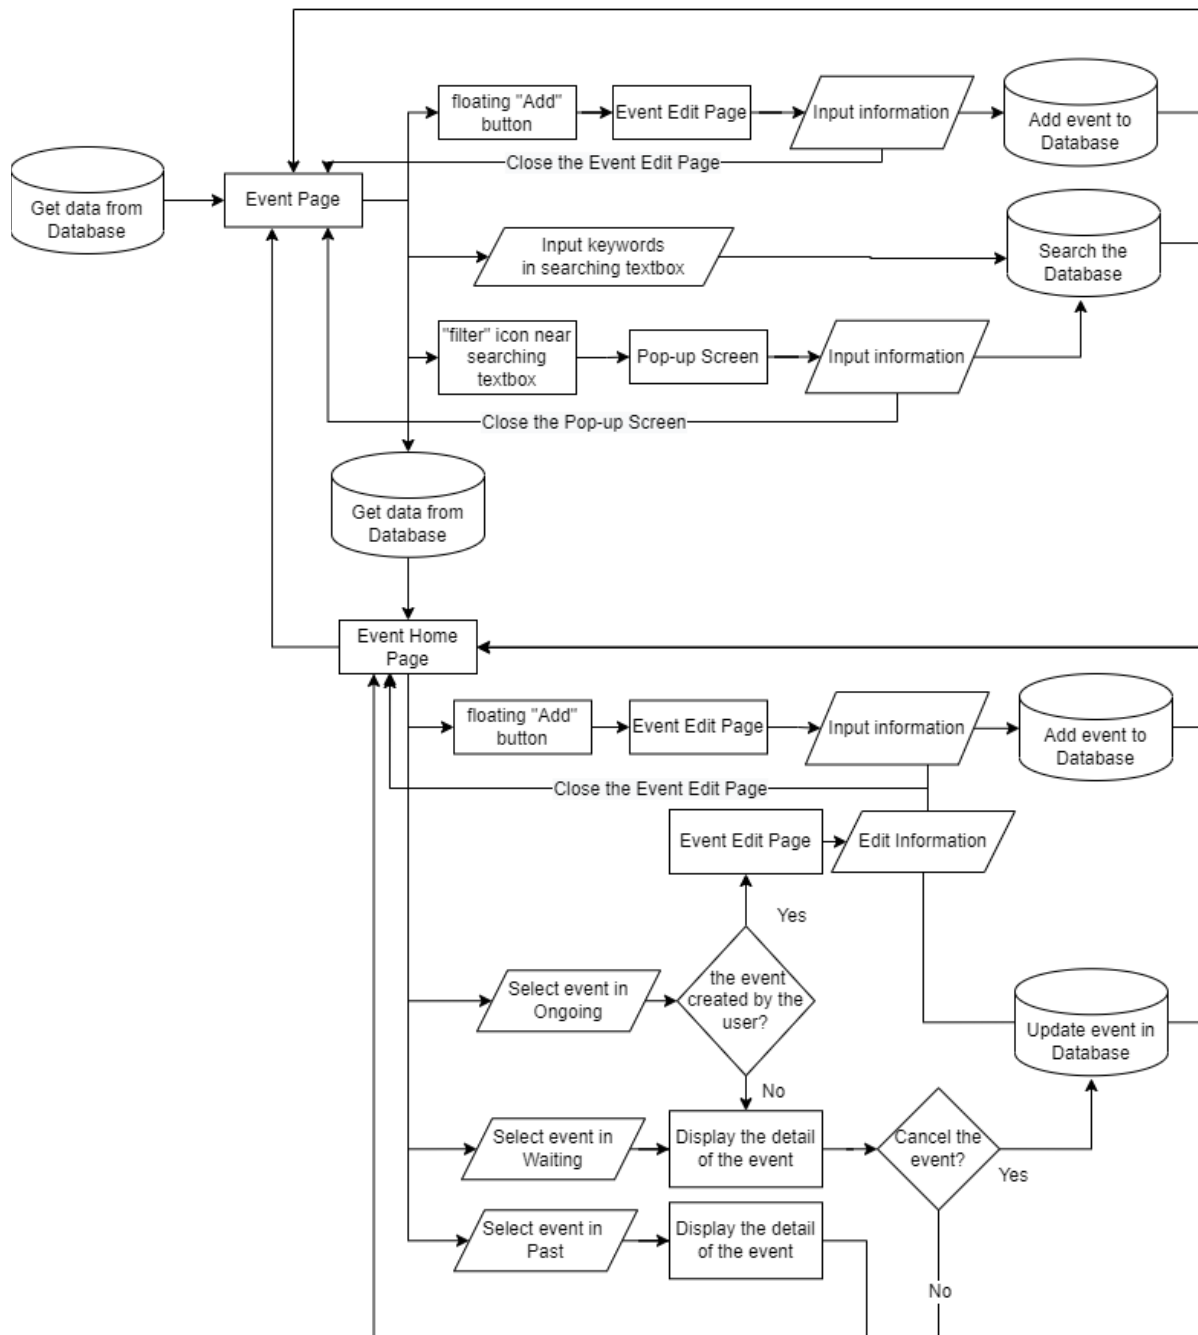 floating "Add"
button
Event Edit Page
Input information
Add event to
Database
Close the Event Edit Page
Get data from
Database
Event Page
Input keywords
in searching textbox
Search the
Database
"filter" icon near
searching
textbox
Pop-up Screen
Input information
Close the Pop-up Screen
Get data from
Database
Event Home
Page
floating "Add"
button
Event Edit Page
Input information
Add event to
Database
Close the Event Edit Page
Event Edit Page
Edit Information
Yes
Select event in
Ongoing
the event
created by the
user?
Update event in
Database
No
Select event in
Waiting
Display the detail
of the event
Cancel the
event?
Yes
Select event in
Past
Display the detail
of the event
No